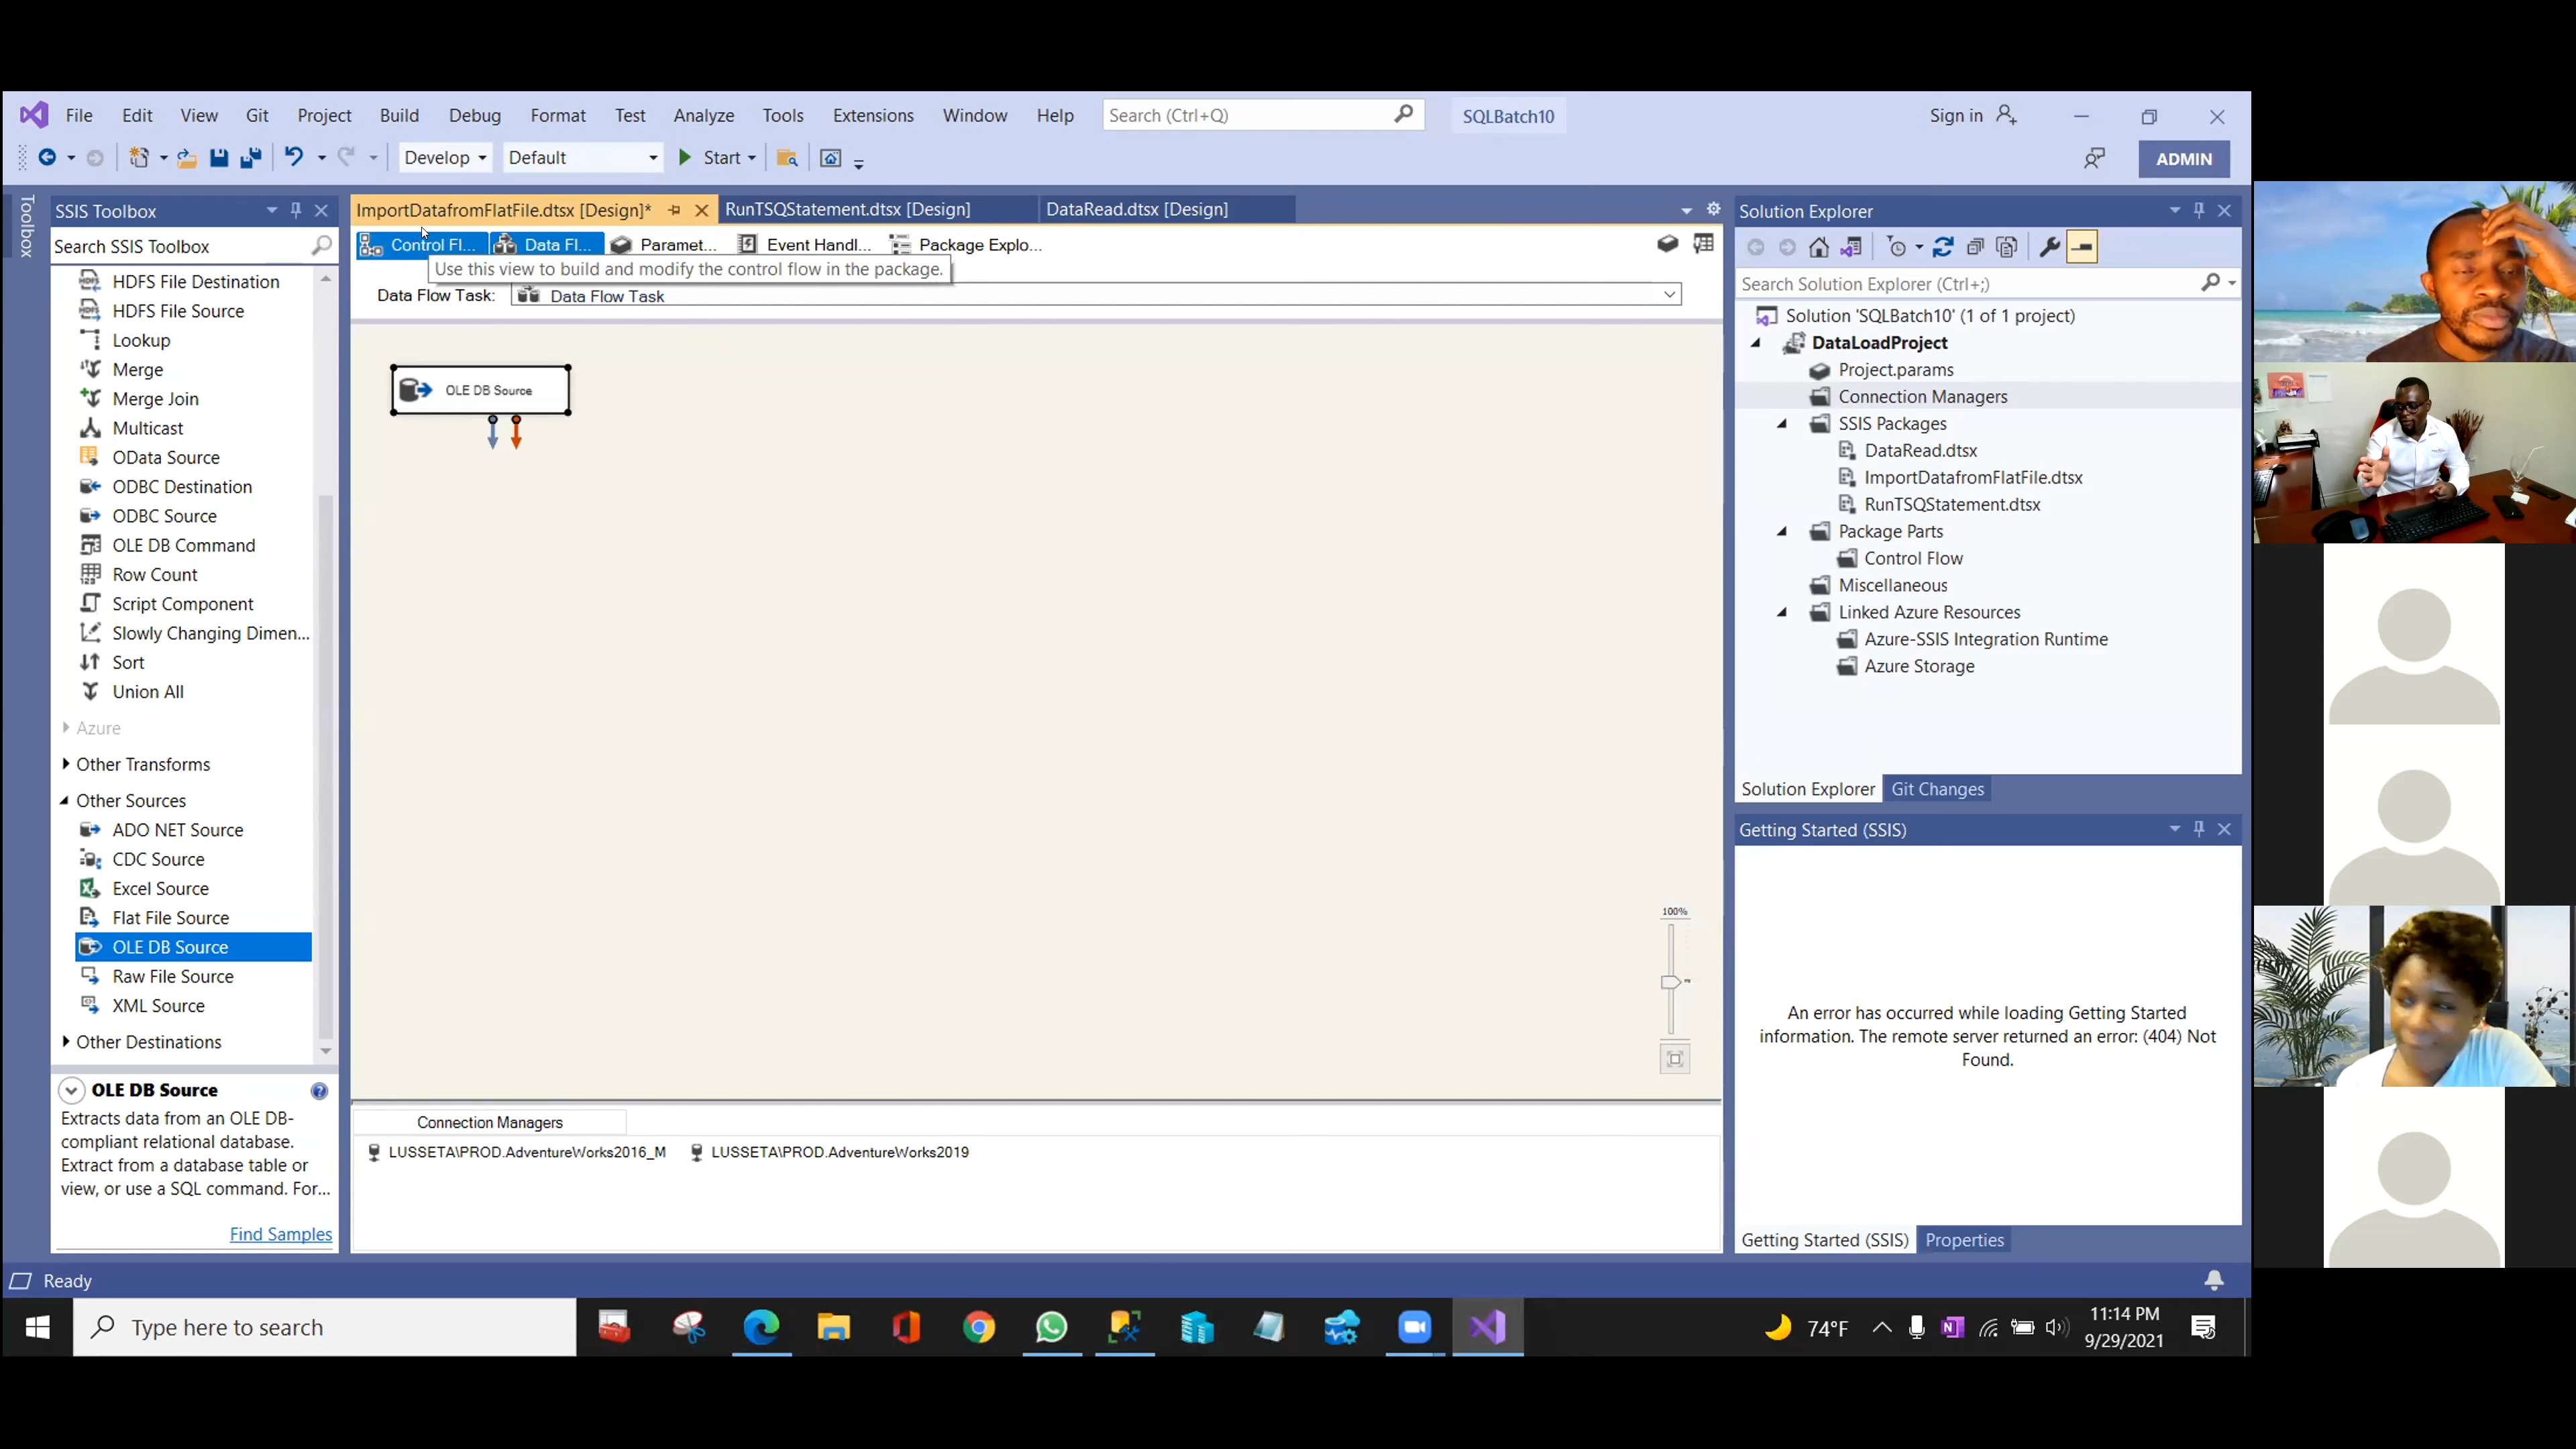 File Edit View Git Project Build Debug Format Test Analyze Tools Extensions Window Help Search (Ctrl+Q) SQLBatch10 Sign in
Develop Default Start ADMIN
Toolbox
SSIS Toolbox
Search SSIS Toolbox
HDFS File Destination
HDFS File Source
Lookup
Merge
Merge Join
Multicast
OData Source
ODBC Destination
ODBC Source
OLE DB Command
Row Count
Script Component
Slowly Changing Dimen...
Sort
Union All
Azure
Other Transforms
Other Sources
ADO NET Source
CDC Source
Excel Source
Flat File Source
OLE DB Source
Raw File Source
XML Source
Other Destinations
OLE DB Source
Extracts data from an OLE DB-
compliant relational database.
Extract from a database table or
view, or use a SQL command. For...
Find Samples
ImportDatafromFlatFile.dtsx [Design]* RunTSQStatement.dtsx [Design] DataRead.dtsx [Design]
Control Fl... Data Fl... Paramet... Event Handl... Package Explo...
Use this view to build and modify the control flow in the package.
Data Flow Task: Data Flow Task
OLE DB Source
100%
Connection Managers
LUSSETA\PROD.AdventureWorks2016_M LUSSETA\PROD.AdventureWorks2019
Solution Explorer
Search Solution Explorer (Ctrl+;)
Solution 'SQLBatch10' (1 of 1 project)
DataLoadProject
Project.params
Connection Managers
SSIS Packages
DataRead.dtsx
ImportDatafromFlatFile.dtsx
RunTSQStatement.dtsx
Package Parts
Control Flow
Miscellaneous
Linked Azure Resources
Azure-SSIS Integration Runtime
Azure Storage
Solution Explorer Git Changes
Getting Started (SSIS)
An error has occurred while loading Getting Started
information. The remote server returned an error: (404) Not
Found.
Getting Started (SSIS) Properties
Ready
Type here to search
74°F
11:14 PM
9/29/2021